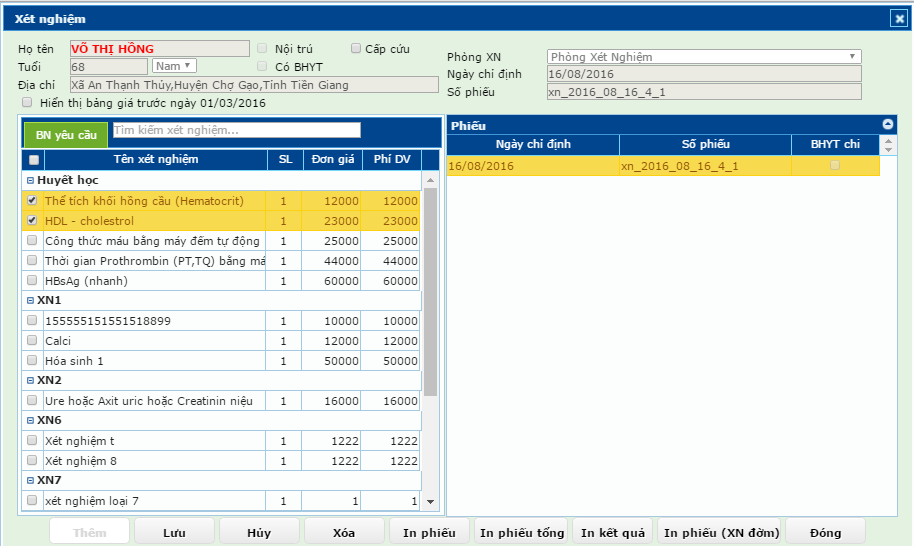 Xét nghiệm
Họ tên VÕ THỊ HỒNG Nội trú Cấp cứu
Tuổi 68 Nam Có BHYT
Địa chỉ Xã An Thạnh Thủy,Huyện Chợ Gạo,Tỉnh Tiền Giang
Hiển thị bảng giá trước ngày 01/03/2016
Phòng XN Phòng Xét Nghiệm
Ngày chỉ định 16/08/2016
Số phiếu xn_2016_08_16_4_1
BN yêu cầu Tìm kiếm xét nghiệm...
Tên xét nghiệm SL Đơn giá Phí DV
Huyết học
Thể tích khối hồng cầu (Hematocrit) 1 12000 12000
HDL - cholestrol 1 23000 23000
Công thức máu bằng máy đếm tự động 1 25000 25000
Thời gian Prothrombin (PT,TQ) bằng má 1 44000 44000
HBsAg (nhanh) 1 60000 60000
XN1
155555151551518899 1 10000 10000
Calci 1 12000 12000
Hóa sinh 1 1 50000 50000
XN2
Ure hoặc Axit uric hoặc Creatinin niệu 1 16000 16000
XN6
Xét nghiệm t 1 1222 1222
Xét nghiệm 8 1 1222 1222
XN7
xét nghiệm loại 7 1 1 1
Phiếu
Ngày chỉ định Số phiếu BHYT chi
16/08/2016 xn_2016_08_16_4_1
Thêm Lưu Hủy Xóa In phiếu In phiếu tổng In kết quả In phiếu (XN đờm) Đóng